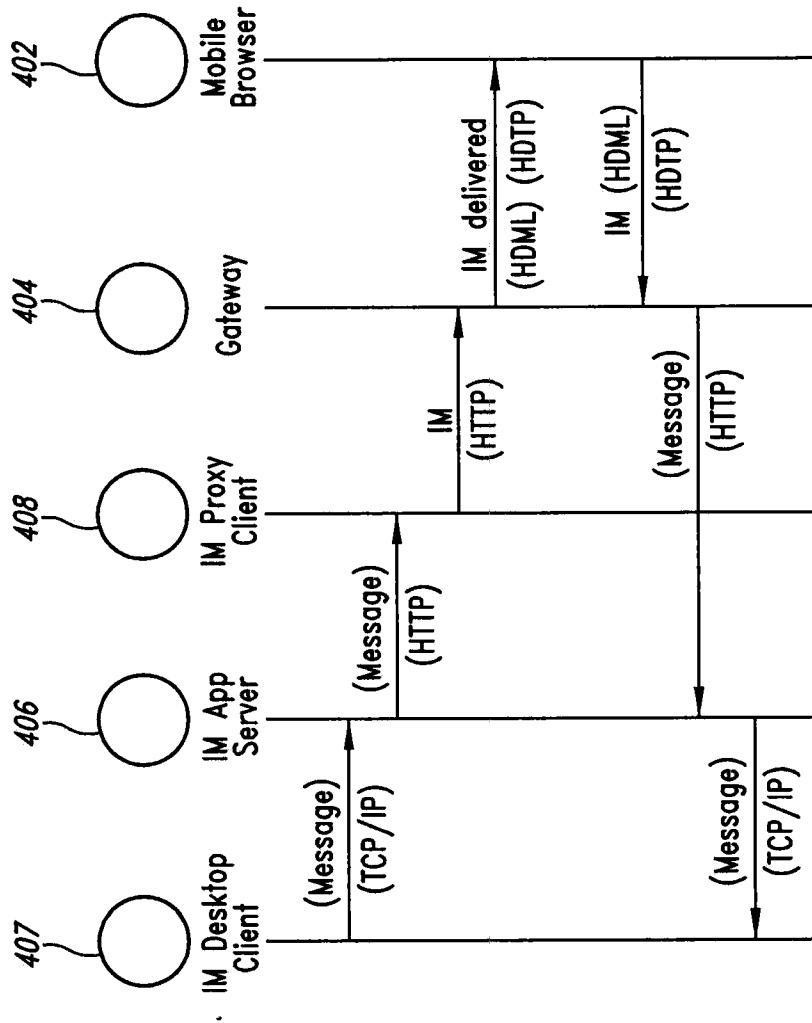 407
406
408
404
402
IM Desktop
Client
IM App
Server
IM Proxy
Client
Gateway
Mobile
Browser
(Message)
(TCP/IP)
(Message)
(HTTP)
IM
(HTTP)
IM delivered
(HDML) (HDTP)
IM (HDML)
(HDTP)
(Message)
(HTTP)
(Message)
(TCP/IP)